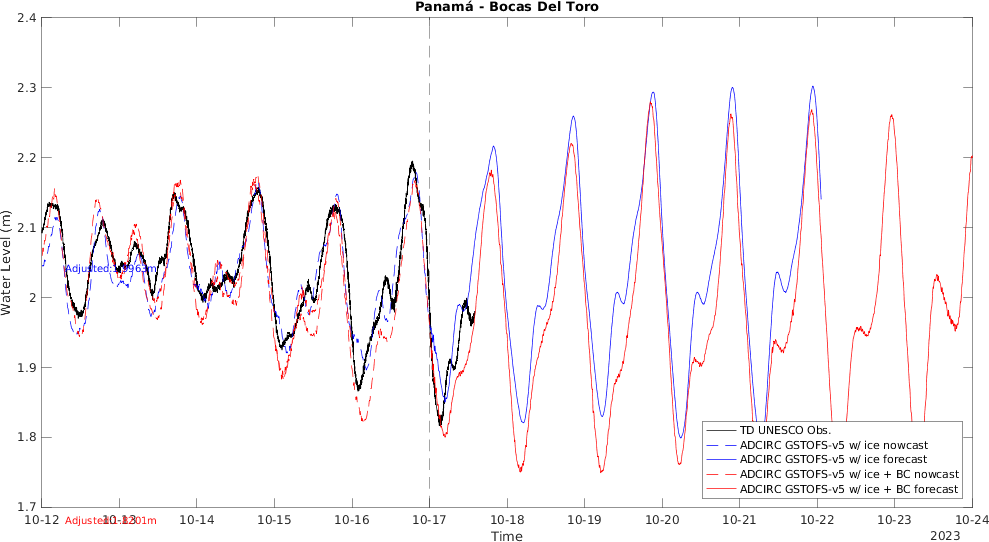 Panamá - Bocas Del Toro
2.4
2.3
2.2
2.1
2
1.9
1.8
1.7
Water Level (m)
TD UNESCO Obs.
ADCIRC GSTOFS-v5 w/ ice nowcast
ADCIRC GSTOFS-v5 w/ ice forecast
ADCIRC GSTOFS-v5 w/ ice + BC nowcast
ADCIRC GSTOFS-v5 w/ ice + BC forecast
10-12 10-13 10-14 10-15 10-16 10-17 10-18 10-19 10-20 10-21 10-22 10-23 10-24
Time
2023